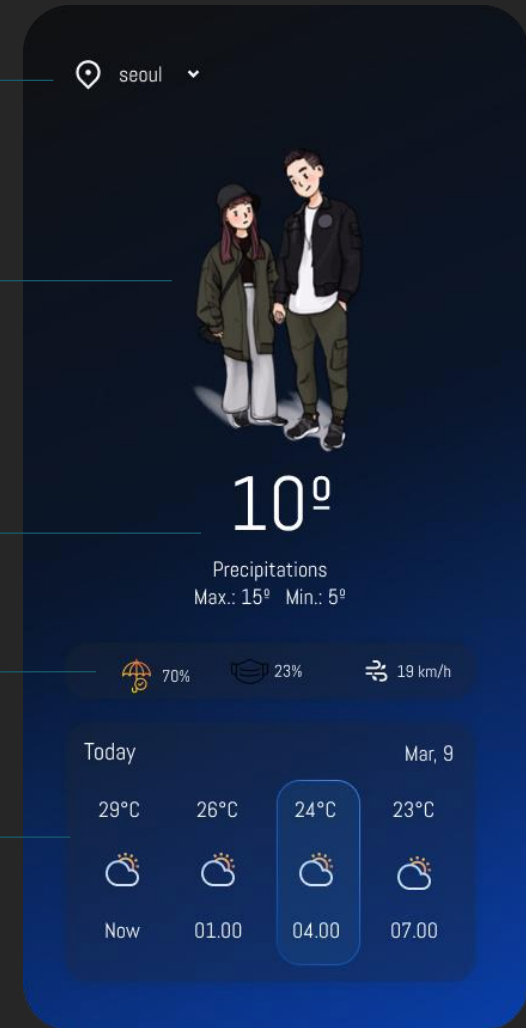 seoul
10º
Precipitations
Max.: 15º Min.: 5º
70% 23% 19 km/h
Today Mar, 9
29°C 26°C 24°C 23°C
Now 01.00 04.00 07.00